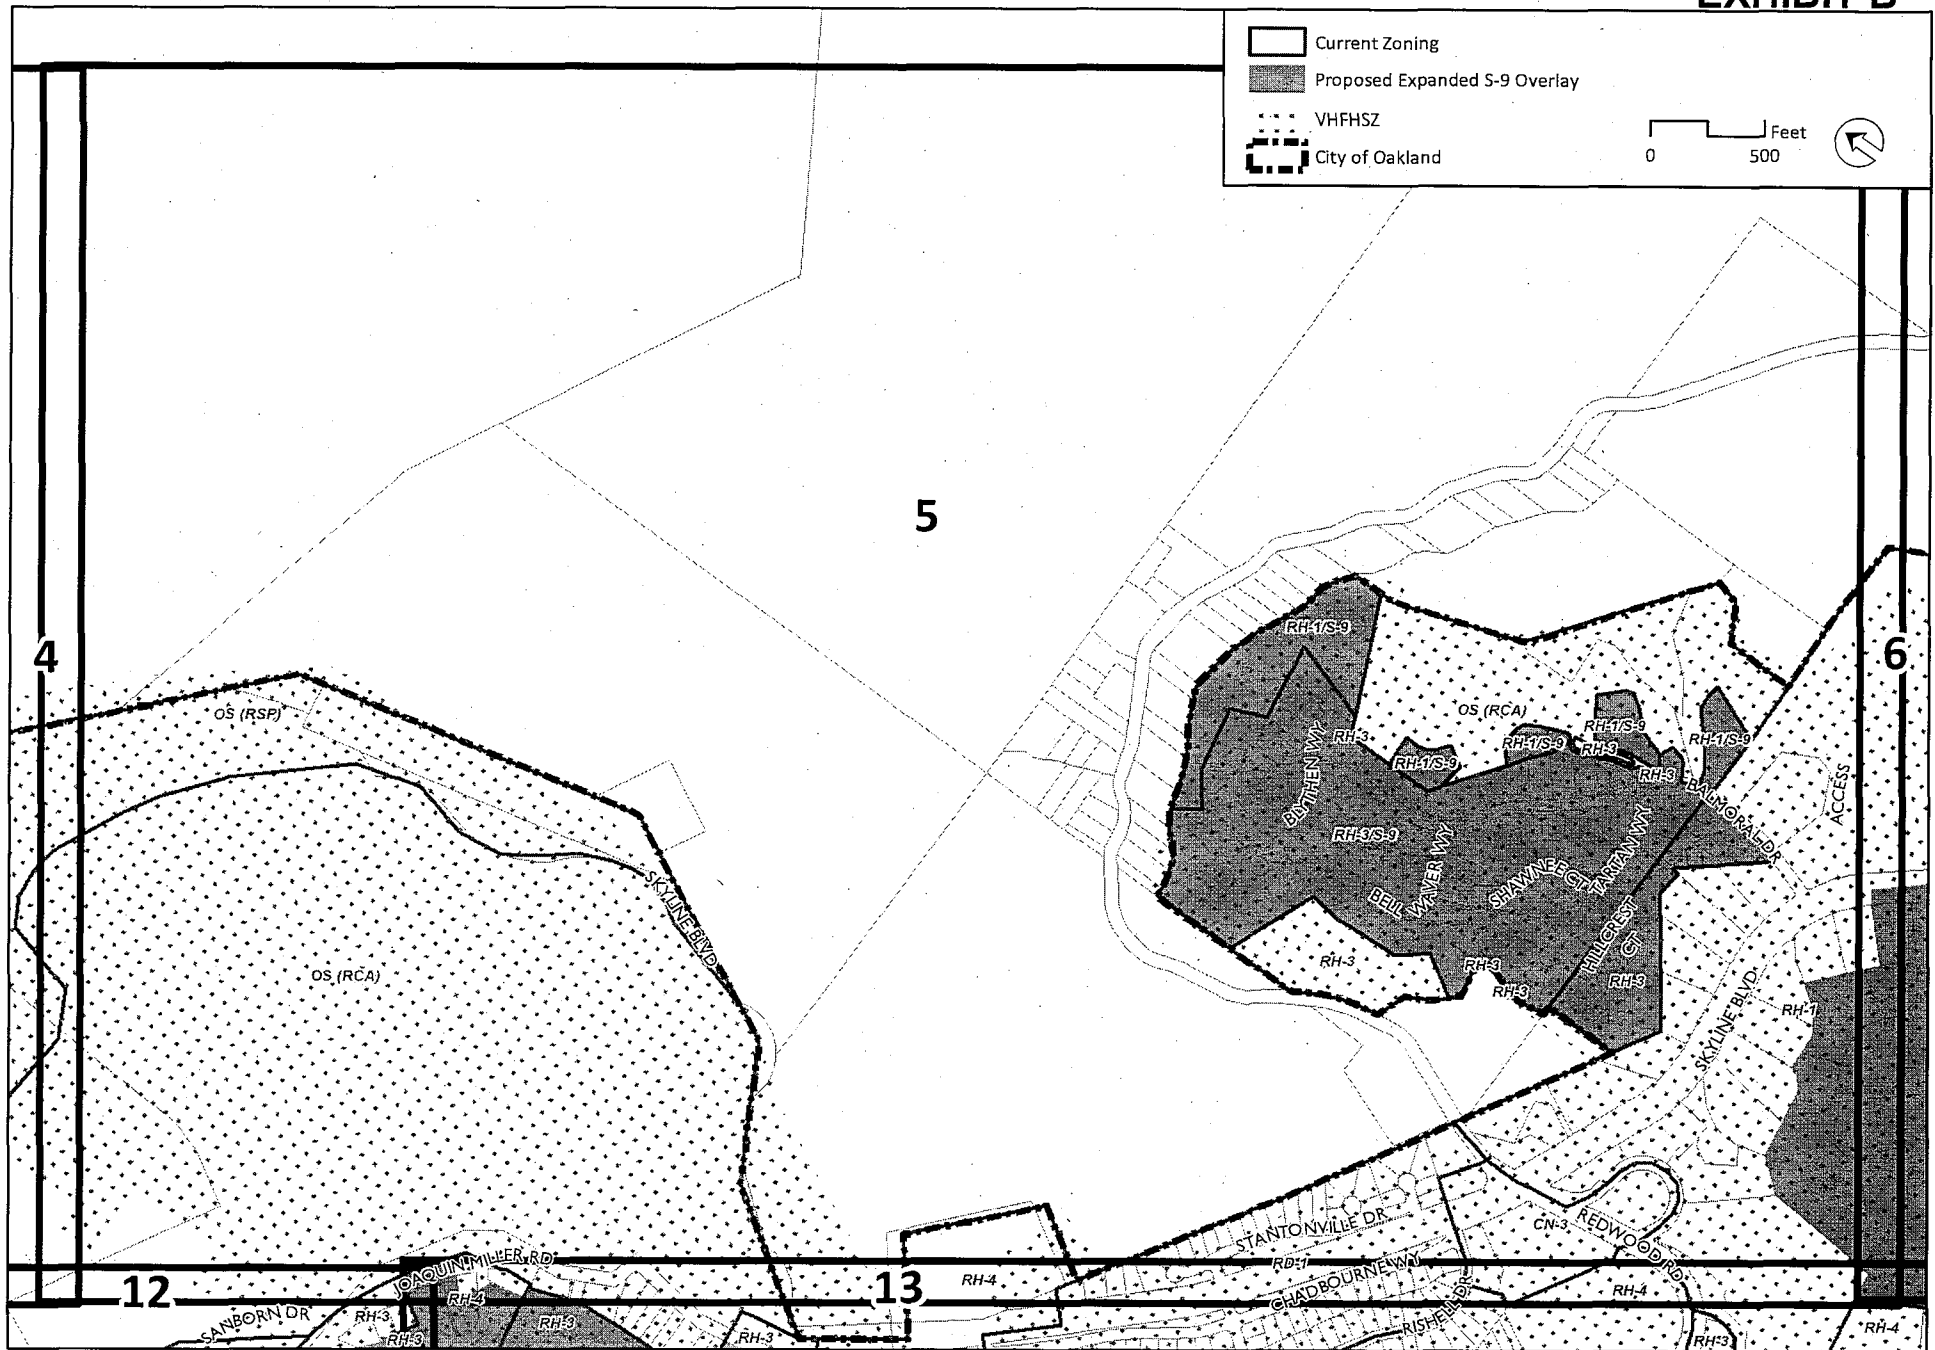 EXHIBIT B
Current Zoning
Proposed Expanded S-9 Overlay
VHFHSZ
City of Oakland
Feet
0 500
5
4
6
RH-1/S-9
OS (RSP)
OS (RCA)
RH-3
RH-1/S-9
RH-1/S-9
RH-1/S-9
RH-3
RH-1/S-9
RH-3
BLYTHEN WY
BALMORAL DR
ACCESS
RH-3/S-9
WAVER WY
BELL
SHAWNEE CT
TARTAN WY
SKYLINE BLVD
HILLCREST CT
OS (RCA)
RH-3
RH-3
RH-3
RH-3
SKYLINE BLVD
RH-1
STANTONVILLE DR
CN-3
REDWOOD RD
JOAQUIN MILLER RD
RD-1
12
RH-4
13
RH-4
CHADBOURNE WY
RH-4
SANBORN DR
RH-3
RH-3
RH-3
RH-3
RISHELL DR
RH-3
RH-4